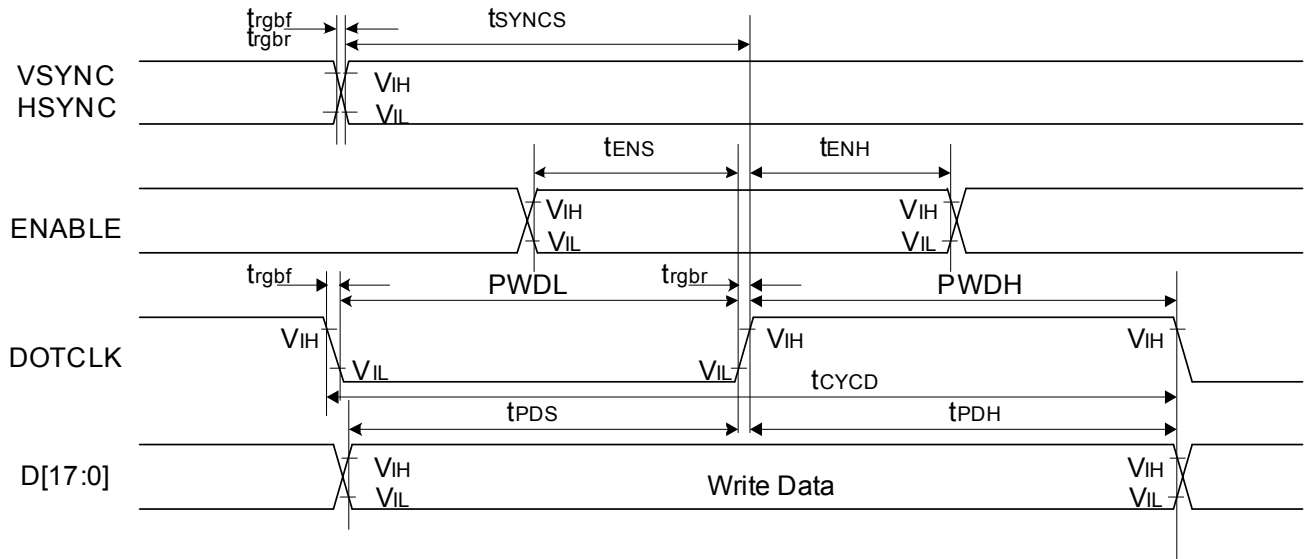 trgbf
trgbr
tSYNCS
VSYNC
HSYNC
VIH
VIL
tENS
tENH
ENABLE
VIH
VIL
VIH
VIL
trgbf
PWDL
trgbr
PWDH
DOTCLK
VIH
VIL
VIL
VIH
VIH
tCYCD
tPDS
tPDH
D[17:0]
VIH
VIL
Write Data
VIH
VIL